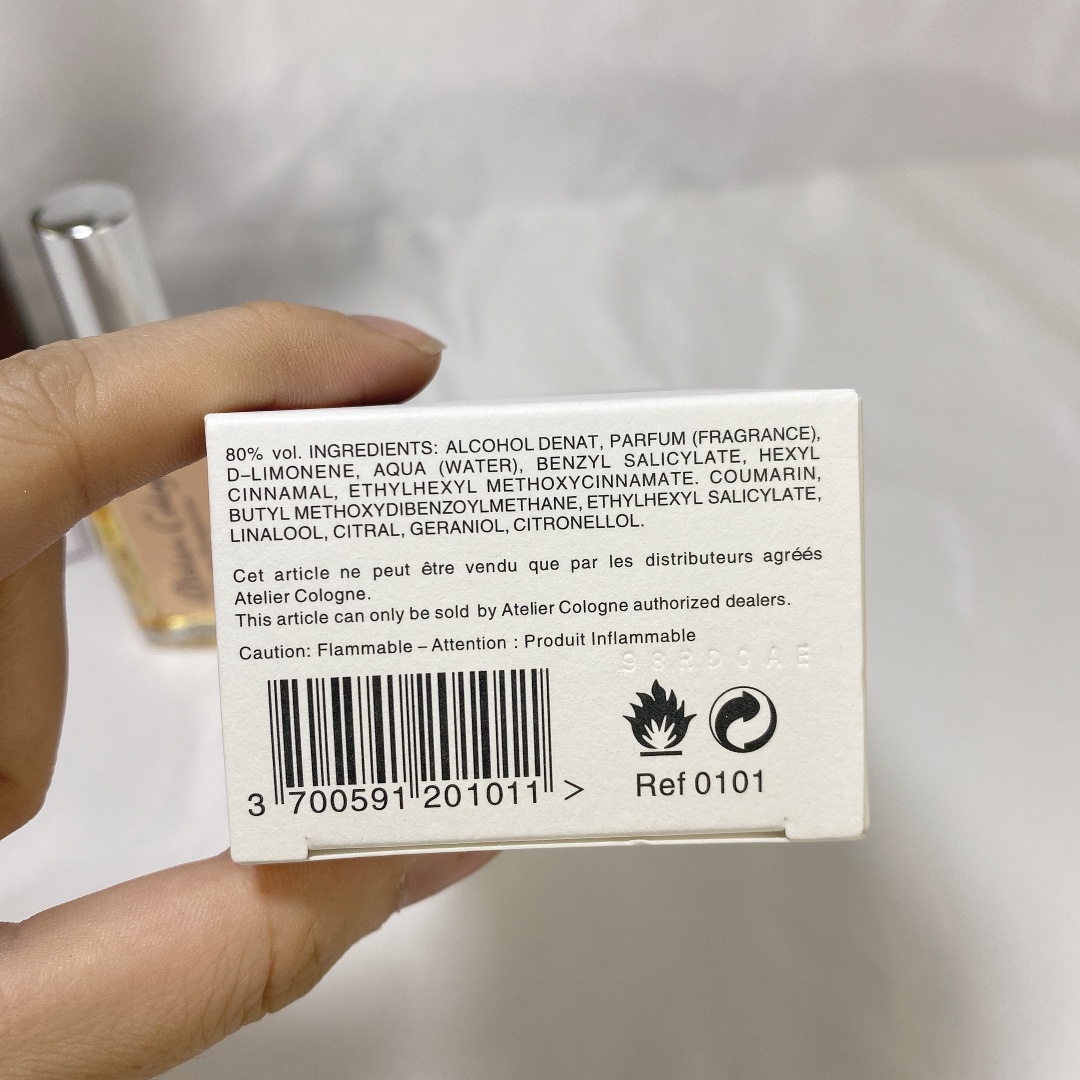 80% vol. INGREDIENTS: ALCOHOL DENAT, PARFUM (FRAGRANCE),
D-LIMONENE, AQUA (WATER), BENZYL SALICYLATE, HEXYL
CINNAMAL, ETHYLHEXYL METHOXYCINNAMATE. COUMARIN,
BUTYL METHOXYDIBENZOYLMETHANE, ETHYLHEXYL SALICYLATE,
LINALOOL, CITRAL, GERANIOL, CITRONELLOL.
Cet article ne peut être vendu que par les distributeurs agréés
Atelier Cologne.
This article can only be sold by Atelier Cologne authorized dealers.
Caution: Flammable – Attention : Produit Inflammable
3 700591 201011 >
Ref 0101